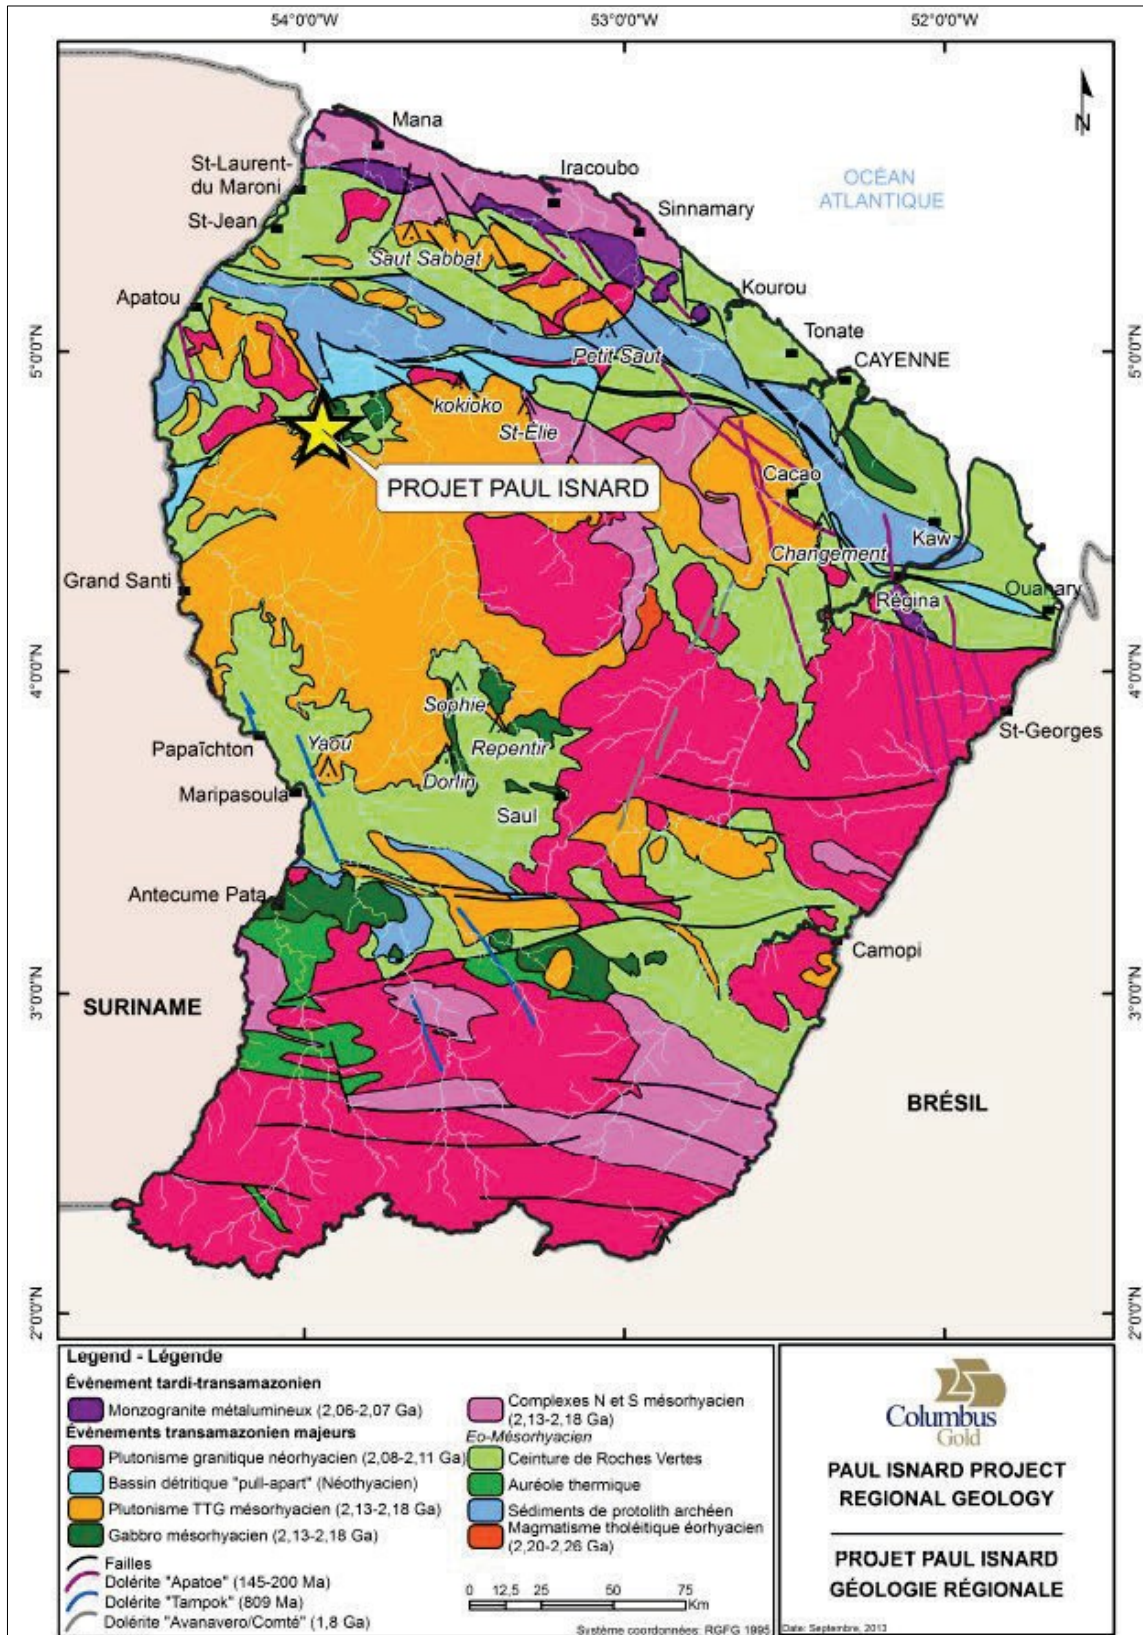 54°0'0"W 53°0'0"W 52°0'0"W
N
Mana
St-Laurent-
du Maroni
Iracoubo
OCÉAN
ATLANTIQUE
St-Jean
Sinnamary
Saut Sabbat
Kourou
Apatou
Tonate
5°0'0"N
5°0'0"N
Petit Saut
CAYENNE
kokioko
St-Élie
Cacao
PROJET PAUL ISNARD
Changement
Kaw
Grand Santi
Régina
Ouanary
4°0'0"N
4°0'0"N
Sophie
St-Georges
Papaïchton
Yaou
Repentir
Dorlin
Maripasoula
Saul
Antecume Pata
Camopi
3°0'0"N
3°0'0"N
SURINAME
BRÉSIL
2°0'0"N
2°0'0"N
Legend - Légende
Évènement tardi-transamazonien
Monzogranite métalumineux (2,06-2,07 Ga)
Événements transamazonien majeurs
Plutonisme granitique néorhyacien (2,08-2,11 Ga)
Bassin détritique "pull-apart" (Néothyacien)
Plutonisme TTG mésorhyacien (2,13-2,18 Ga)
Gabbro mésorhyacien (2,13-2,18 Ga)
Failles
Dolérite "Apatoe" (145-200 Ma)
Dolérite "Tampok" (809 Ma)
Dolérite "Avanavero/Comté" (1,8 Ga)
Complexes N et S mésorhyacien
(2,13-2,18 Ga)
Eo-Mésorhyacien
Ceinture de Roches Vertes
Auréole thermique
Sédiments de protolith archéen
Magmatisme tholéitique éorhyacien
(2,20-2,26 Ga)
0 12,5 25 50 75
Km
Système coordonnées: RGFG 1995
Columbus
Gold
PAUL ISNARD PROJECT
REGIONAL GEOLOGY
PROJET PAUL ISNARD
GÉOLOGIE RÉGIONALE
Date: Septembre, 2013